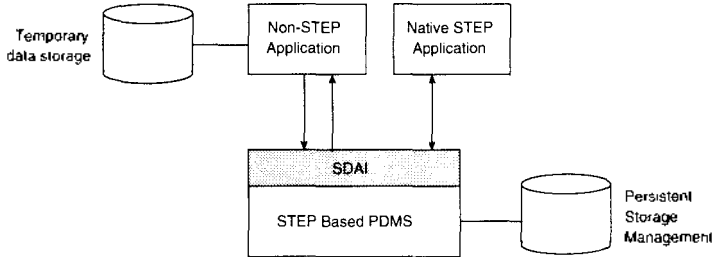 Temporary
data storage
Non-STEP
Application
Native STEP
Application
SDAI
STEP Based PDMS
Persistent
Storage
Management